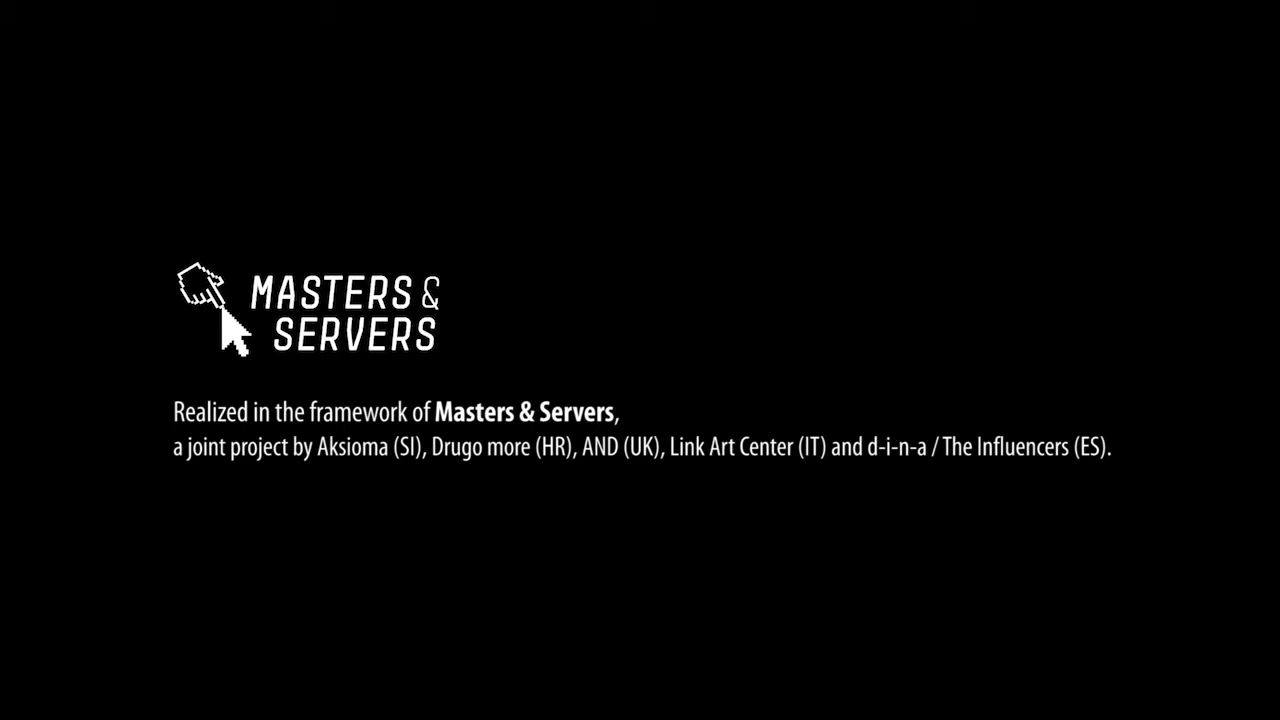 MASTERS &
SERVERS
Realized in the framework of Masters & Servers,
a joint project by Aksioma (SI), Drugo more (HR), AND (UK), Link Art Center (IT) and d-i-n-a / The Influencers (ES).